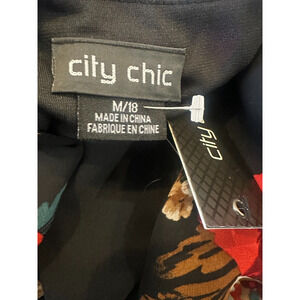 city chic
M/18
MADE IN CHINA
FABRIQUE EN CHINE
city